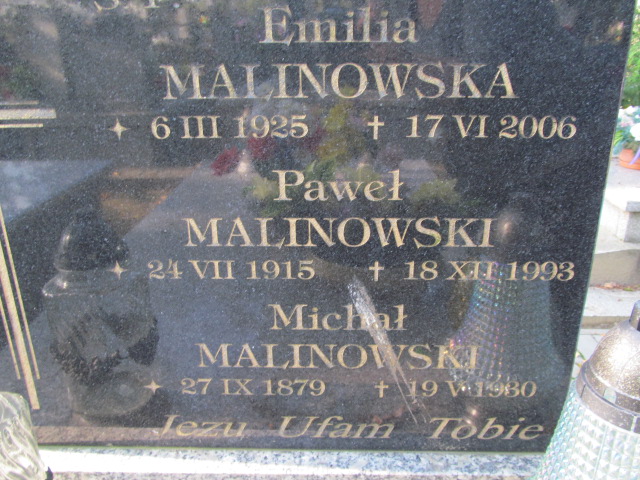 Ś.P.
Emilia
MALINOWSKA
6 III 1925 † 17 VI 2006
Paweł
MALINOWSKI
24 VII 1915 † 18 XII 1993
Michał
MALINOWSKI
27 IX 1879 † 19 V 1980
Jezu Ufam Tobie